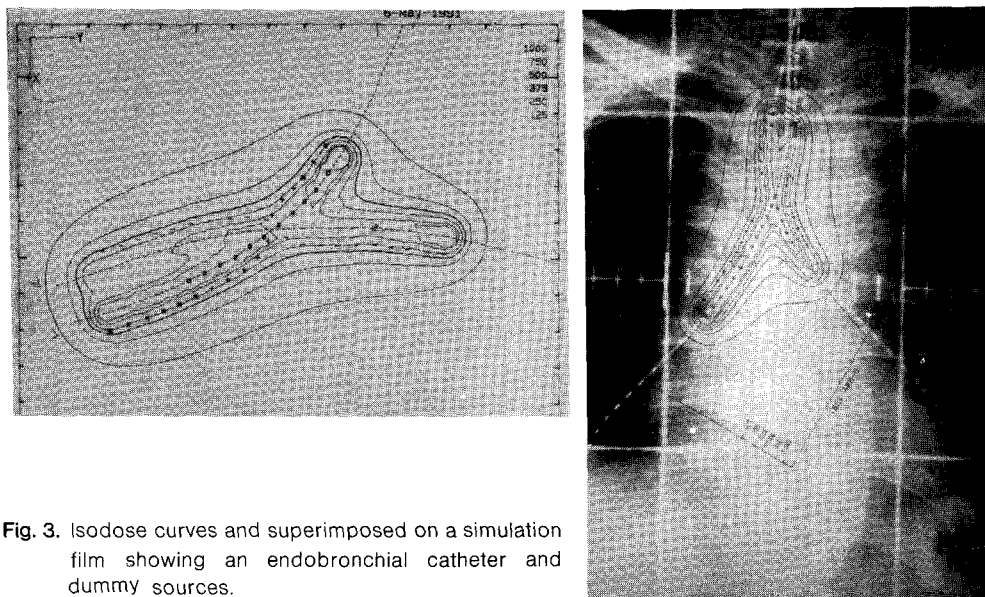 6-May-1991
Y
X
1000
750
500
375
250
125
Fig. 3. Isodose curves and superimposed on a simulation
film showing an endobronchial catheter and
dummy sources.